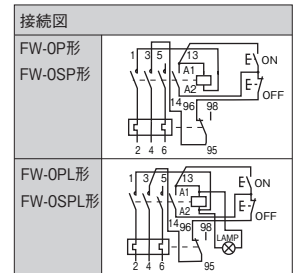 接続図
FW-0P形
FW-0SP形
1 3 5 13
A1
A2
E ON
E OFF
14 96 98
2 4 6 95
FW-0PL形
FW-0SPL形
1 3 5 13
A1
A2
E ON
E OFF
14 96 98
LAMP
2 4 6 95